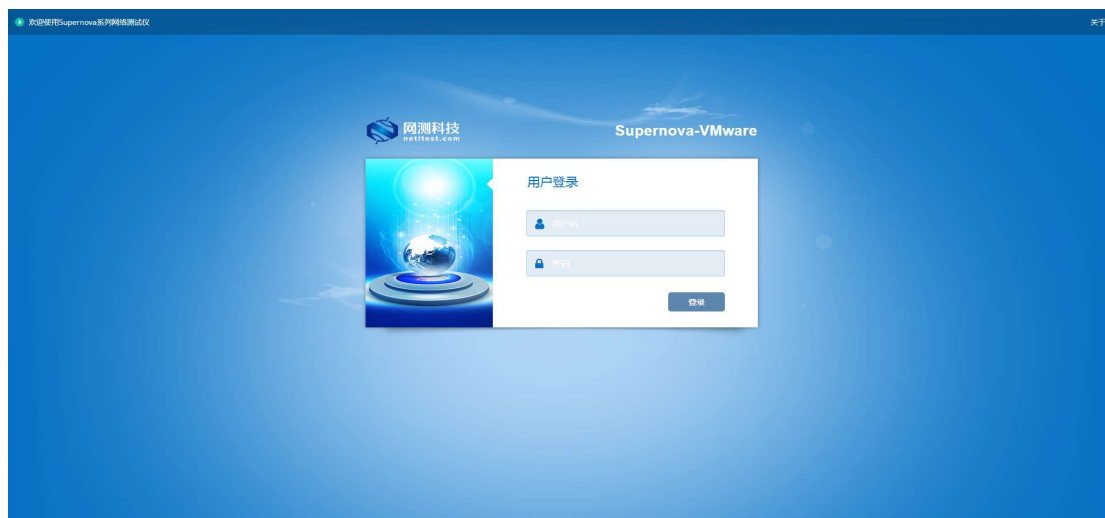 欢迎使用Supernova系列网络测试仪
关于
网测科技
netitest.com
Supernova-VMware
用户登录
用户名
密码
登录